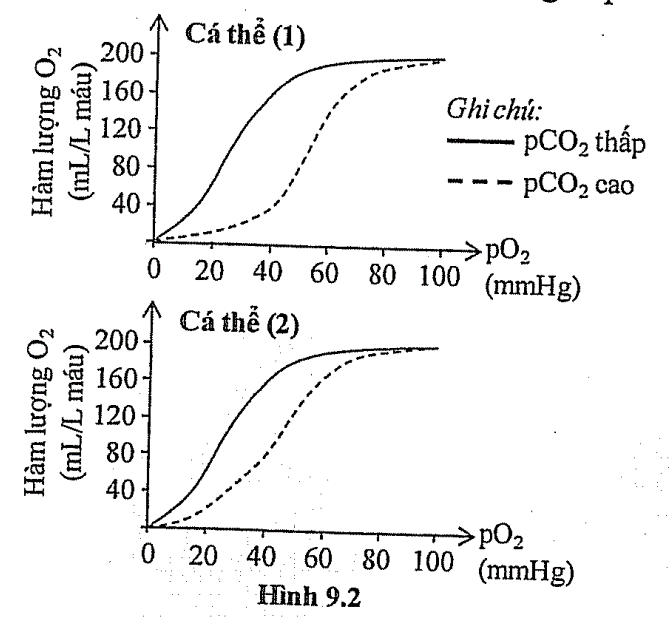 Cá thể (1)
Hàm lượng O₂
(mL/L máu)
200
160
120
80
40
0 20 40 60 80 100
pO₂
(mmHg)
Ghi chú:
pCO₂ thấp
pCO₂ cao
Cá thể (2)
Hàm lượng O₂
(mL/L máu)
200
160
120
80
40
0 20 40 60 80 100
pO₂
(mmHg)
Hình 9.2